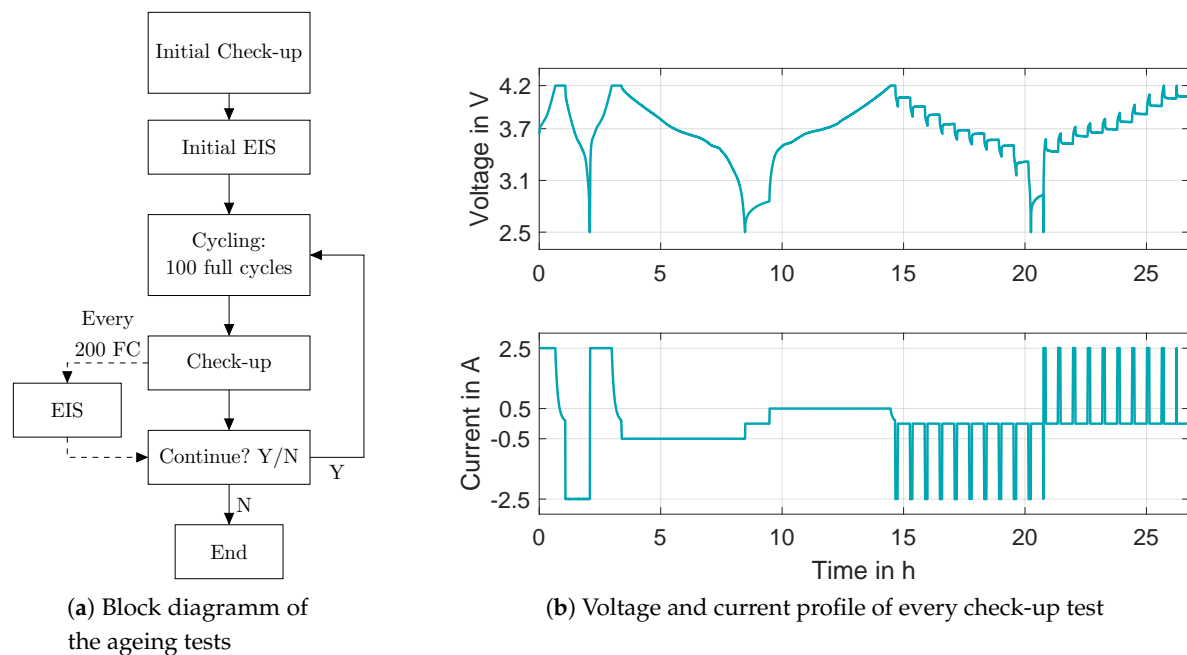 Initial Check-up
Initial EIS
Cycling:
100 full cycles
Every
200 FC
Check-up
EIS
Continue? Y/N
Y
N
End
(a) Block diagramm of
the ageing tests
Voltage in V
4.2
3.7
3.1
2.5
0 5 10 15 20 25
Current in A
2.5
0.5
-0.5
-2.5
0 5 10 15 20 25
Time in h
(b) Voltage and current profile of every check-up test